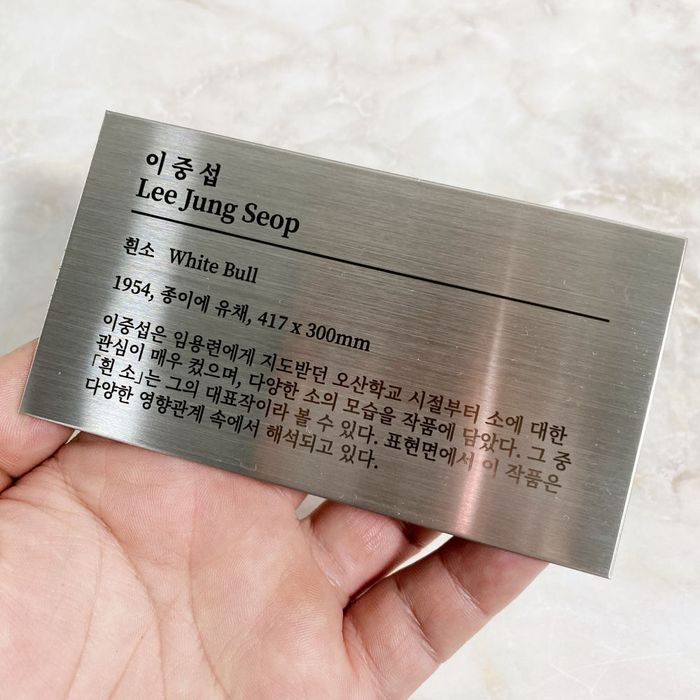 이중섭
Lee Jung Seop
흰소 White Bull
1954, 종이에 유채, 417 x 300mm
이중섭은 임용련에게 지도받던 오산학교 시절부터 소에 대한
관심이 매우 컸으며, 다양한 소의 모습을 작품에 담았다. 그 중
「흰 소」는 그의 대표작이라 볼 수 있다. 표현면에서 이 작품은
다양한 영향관계 속에서 해석되고 있다.